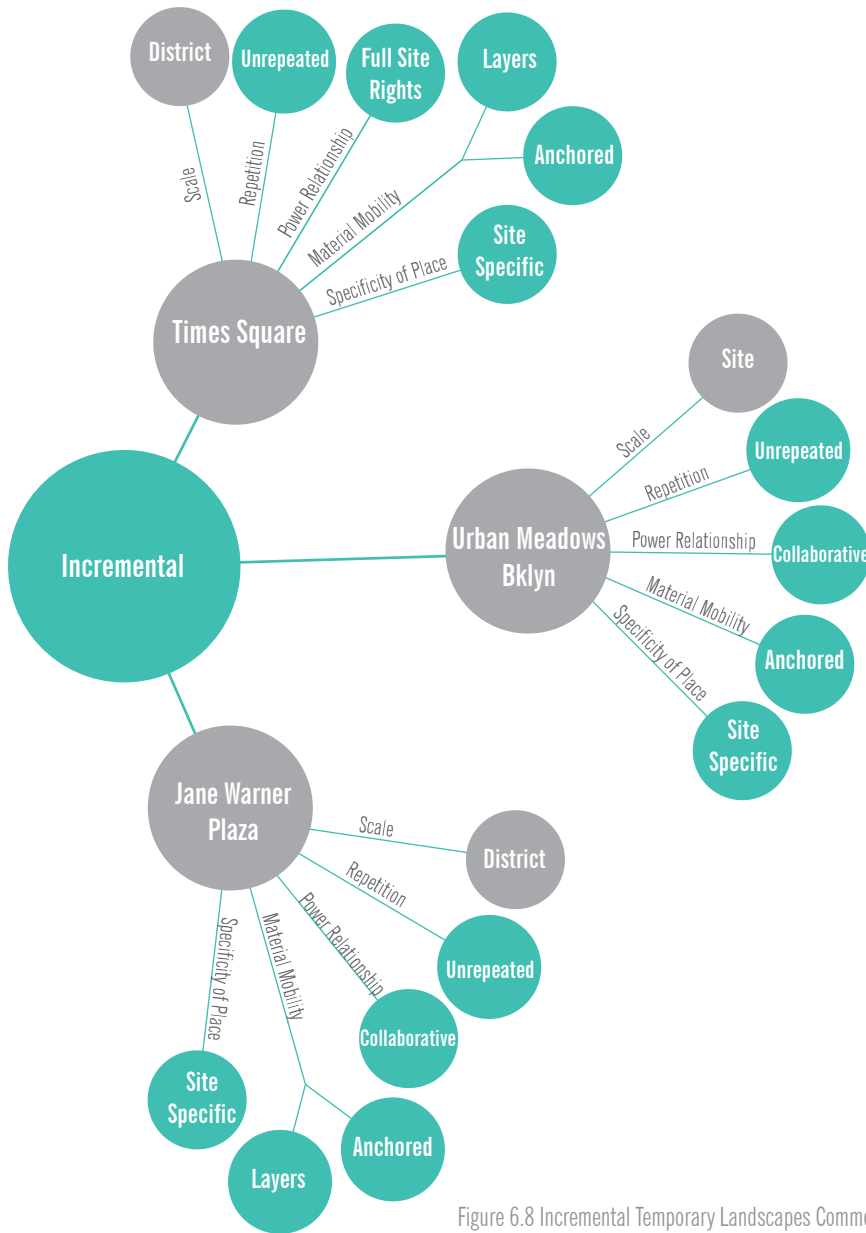 District
Unrepeated
Full Site
Rights
Layers
Anchored
Site
Specific
Scale
Repetition
Power Relationship
Material Mobility
Specificity of Place
Times Square
Incremental
Urban Meadows
Bklyn
Scale
Repetition
Power Relationship
Material Mobility
Specificity of Place
Site
Unrepeated
Collaborative
Anchored
Site
Specific
Jane Warner
Plaza
Scale
Repetition
Power Relationship
Material Mobility
Specificity of Place
District
Unrepeated
Collaborative
Anchored
Layers
Site
Specific
Figure 6.8 Incremental Temporary Landscapes